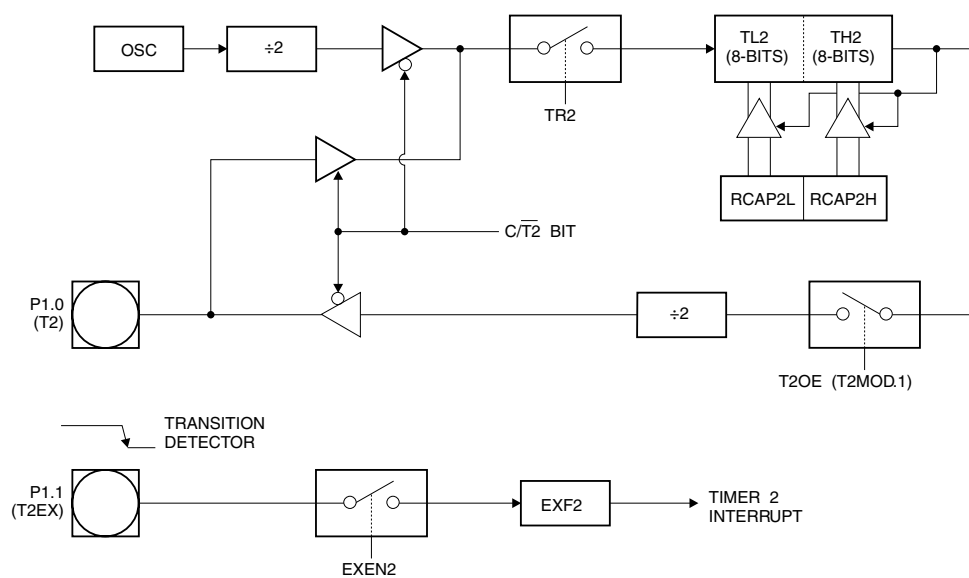 OSC
÷2
TR2
TL2
(8-BITS)
TH2
(8-BITS)
RCAP2L
RCAP2H
C/T̅2̅ BIT
P1.0
(T2)
÷2
T2OE (T2MOD.1)
TRANSITION
DETECTOR
P1.1
(T2EX)
EXEN2
EXF2
TIMER 2
INTERRUPT